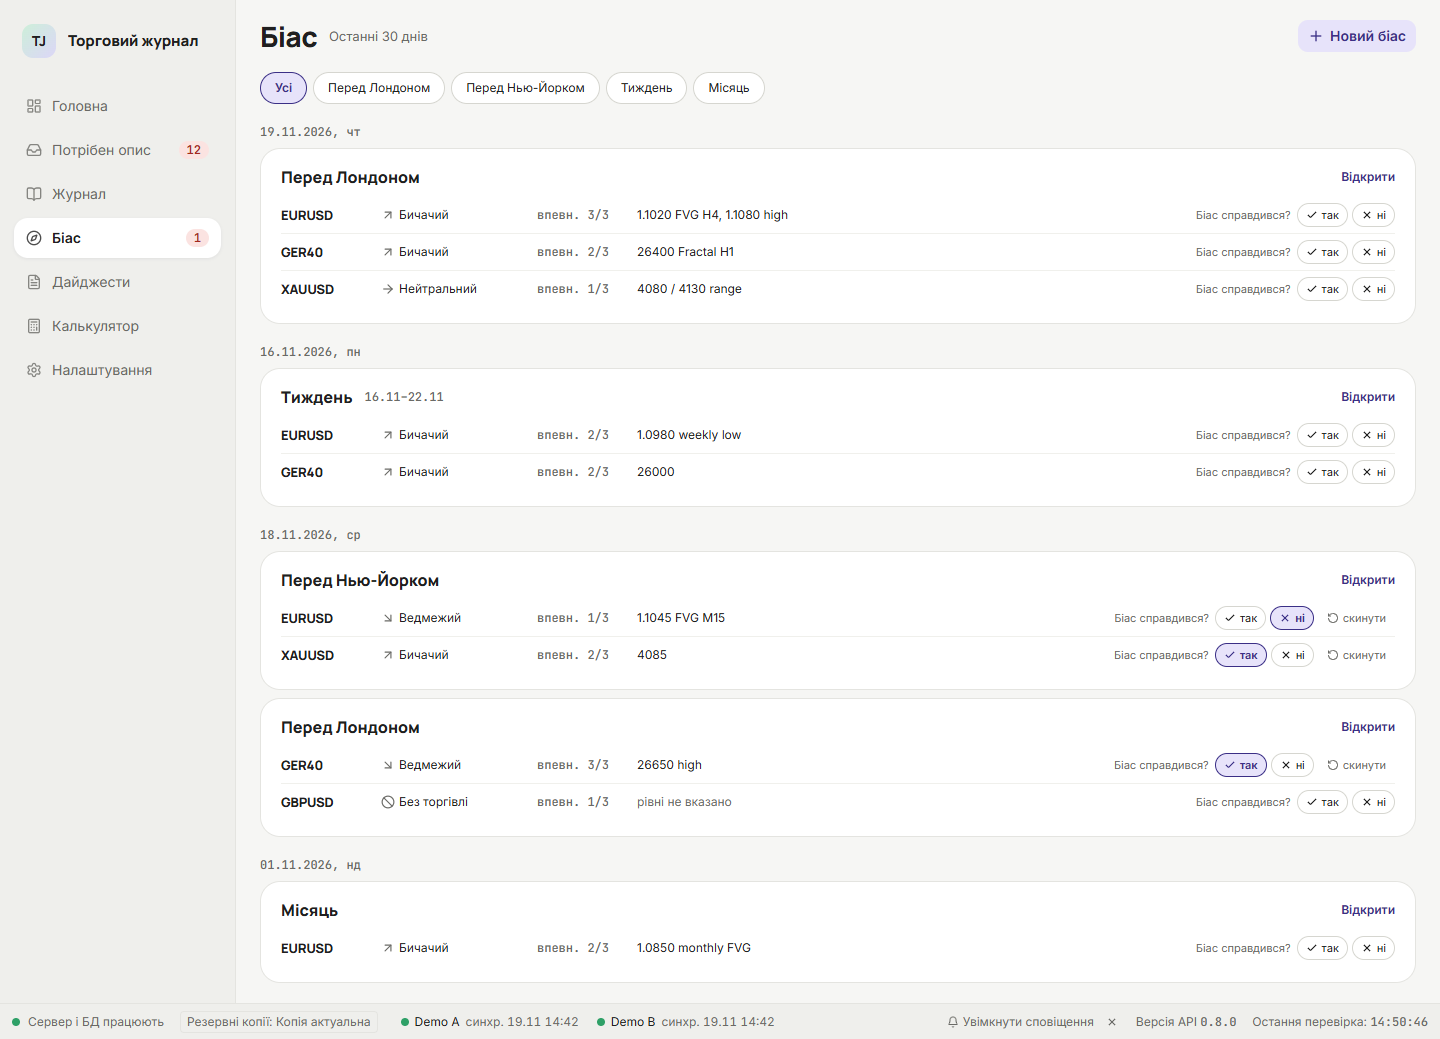 TJ Торговий журнал
Головна
Потрібен опис 12
Журнал
Біас 1
Дайджести
Калькулятор
Налаштування
Біас Останні 30 днів
Новий біас
Усі Перед Лондоном Перед Нью-Йорком Тиждень Місяць
19.11.2026, чт
Перед Лондоном Відкрити
EURUSD Бичачий впевн. 3/3 1.1020 FVG H4, 1.1080 high Біас справдився? так ні
GER40 Бичачий впевн. 2/3 26400 Fractal H1 Біас справдився? так ні
XAUUSD Нейтральний впевн. 1/3 4080 / 4130 range Біас справдився? так ні
16.11.2026, пн
Тиждень 16.11–22.11 Відкрити
EURUSD Бичачий впевн. 2/3 1.0980 weekly low Біас справдився? так ні
GER40 Бичачий впевн. 2/3 26000 Біас справдився? так ні
18.11.2026, ср
Перед Нью-Йорком Відкрити
EURUSD Ведмежий впевн. 1/3 1.1045 FVG M15 Біас справдився? так ні скинути
XAUUSD Бичачий впевн. 2/3 4085 Біас справдився? так ні скинути
Перед Лондоном Відкрити
GER40 Ведмежий впевн. 3/3 26650 high Біас справдився? так ні скинути
GBPUSD Без торгівлі впевн. 1/3 рівні не вказано Біас справдився? так ні
01.11.2026, нд
Місяць Відкрити
EURUSD Бичачий впевн. 2/3 1.0850 monthly FVG Біас справдився? так ні
Сервер і БД працюють Резервні копії: Копія актуальна Demo A синхр. 19.11 14:42 Demo B синхр. 19.11 14:42 Увімкнути сповіщення Версія API 0.8.0 Остання перевірка: 14:50:46